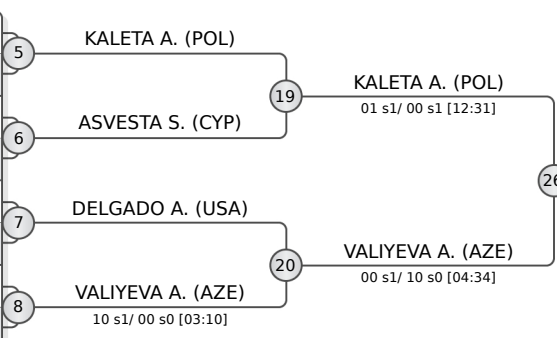 KALETA A. (POL)
5
19
KALETA A. (POL)
01 s1/ 00 s1 [12:31]
ASVESTA S. (CYP)
6
26
DELGADO A. (USA)
7
20
VALIYEVA A. (AZE)
00 s1/ 10 s0 [04:34]
VALIYEVA A. (AZE)
8
10 s1/ 00 s0 [03:10]